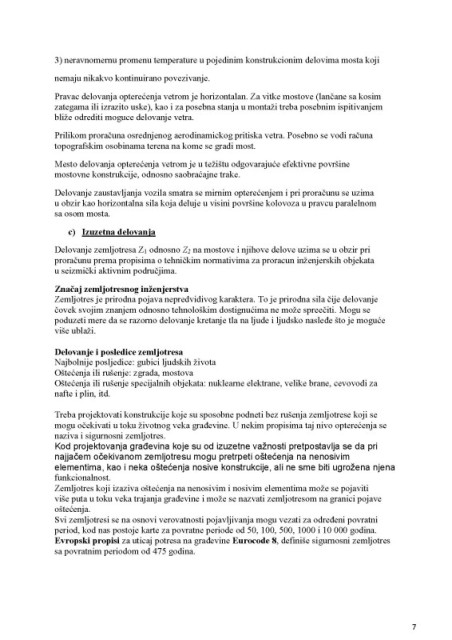 3) neravnomernu promenu temperature u pojedinim konstrukcionim delovima mosta koji
nemaju nikakvo kontinuirano povezivanje.
Pravac delovanja opterećenja vetrom je horizontalan. Za vitke mostove (lančane sa kosim
zategama ili izrazito uske), kao i za posebna stanja u montaži treba posebnim ispitivanjem
bliže odrediti moguce delovanje vetra.
Prilikom proračuna osrednjenog aerodinamickog pritiska vetra. Posebno se vodi računa
topografskim osobinama terena na kome se gradi most.
Mesto delovanja opterećenja vetrom je u težištu odgovarajuće efektivne površine
mostovne konstrukcije, odnosno saobraćajne trake.
Delovanje zaustavljanja vozila smatra se mirnim opterećenjem i pri proračunu se uzima
u obzir kao horizontalna sila koja deluje u visini površine kolovoza u pravcu paralelnom
sa osom mosta.
c) Izuzetna delovanja
Delovanje zemljotresa Z1 odnosno Z2 na mostove i njihove delove uzima se u obzir pri
proračunu prema propisima o tehničkim normativima za proracun inženjerskih objekata
u seizmički aktivnim područjima.
Značaj zemljotresnog inženjerstva
Zemljotres je prirodna pojava nepredvidivog karaktera. To je prirodna sila čije delovanje
čovek svojim znanjem odnosno tehnološkim dostignućima ne može sprečiti. Mogu se
poduzeti mere da se razorno delovanje kretanje tla na ljude i ljudsko nasleđe što je moguće
više ublaži.
Delovanje i posledice zemljotresa
Najbolnije posljedice: gubici ljudskih života
Oštećenja ili rušenje: zgrada, mostova
Oštećenja ili rušenje specijalnih objekata: nuklearne elektrane, velike brane, cevovodi za
nafte i plin, itd.
Treba projektovati konstrukcije koje su sposobne podneti bez rušenja zemljotrese koji se
mogu očekivati u toku životnog veka građevine. U nekim propisima taj nivo opterećenja se
naziva i sigurnosni zemljotres.
Kod projektovanja građevina koje su od izuzetne važnosti pretpostavlja se da pri
najjačem očekivanom zemljotresu mogu pretrpeti oštećenja na nenosivim
elementima, kao i neka oštećenja nosive konstrukcije, ali ne sme biti ugrožena njena
funkcionalnost.
Zemljotres koji izaziva oštećenja na nenosivim i nosivim elementima može se pojaviti
više puta u toku veka trajanja građevine i može se nazvati zemljotresom na granici pojave
oštećenja.
Svi zemljotresi se na osnovi verovatnosti pojavljivanja mogu vezati za određeni povratni
period, kod nas postoje karte za povratne periode od 50, 100, 500, 1000 i 10 000 godina.
Evropski propisi za uticaj potresa na građevine Eurocode 8, definiše sigurnosni zemljotres
sa povratnim periodom od 475 godina.
7